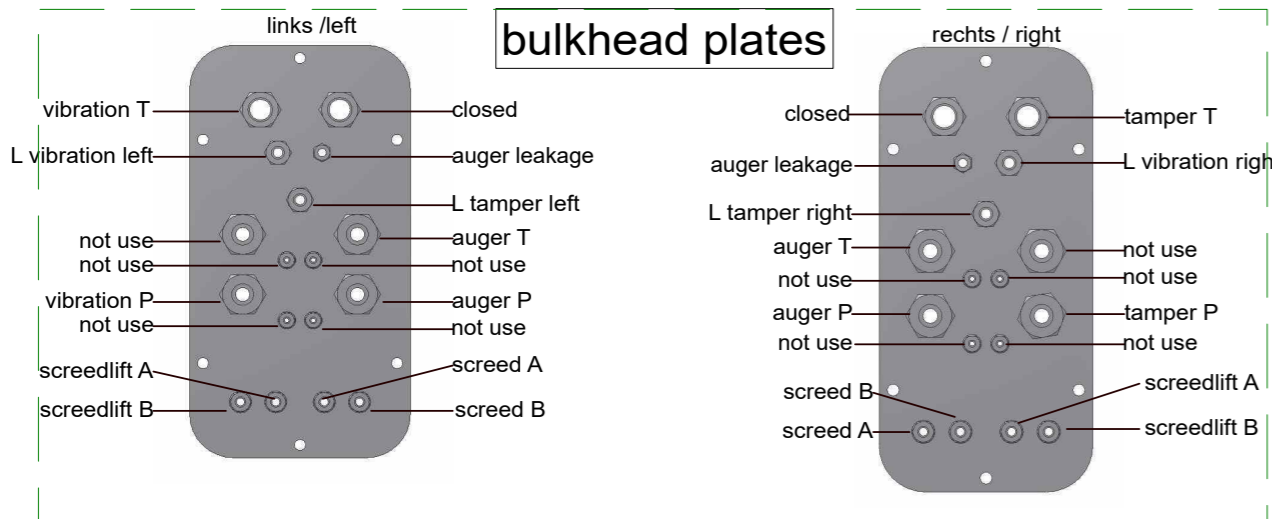 bulkhead plates
links /left
vibration T
closed
L vibration left
auger leakage
L tamper left
not use
auger T
not use
not use
vibration P
auger P
not use
not use
screedlift A
screed A
screedlift B
screed B
rechts / right
closed
tamper T
auger leakage
L vibration righ
L tamper right
auger T
not use
not use
not use
auger P
tamper P
not use
not use
screed B
screedlift A
screed A
screedlift B